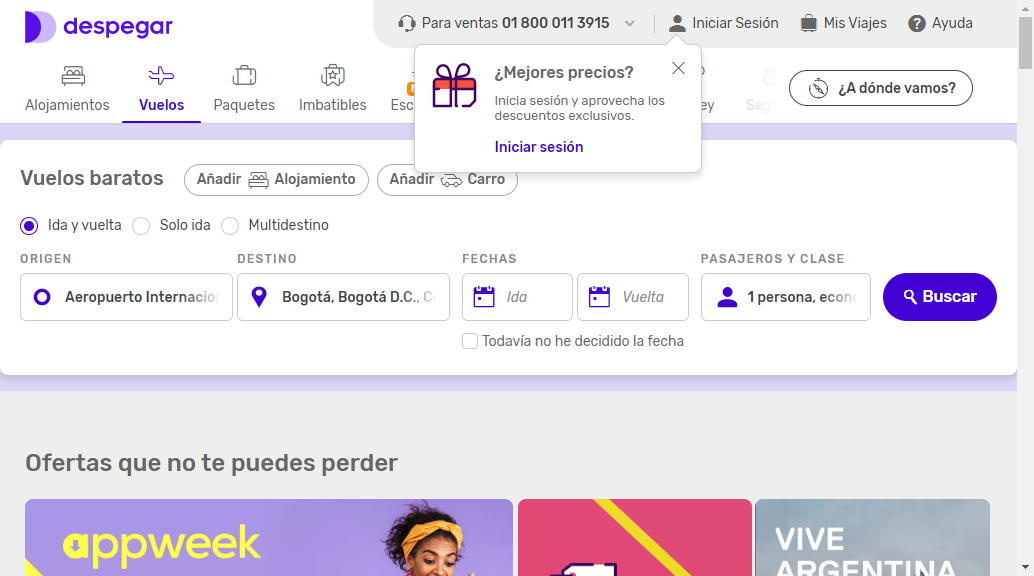 despegar
Para ventas 01 800 011 3915
Iniciar Sesión
Mis Viajes
Ayuda
Alojamientos
Vuelos
Paquetes
Imbatibles
Esc
ey
Seg
¿A dónde vamos?
¿Mejores precios?
Inicia sesión y aprovecha los
descuentos exclusivos.
Iniciar sesión
Vuelos baratos
Añadir Alojamiento
Añadir Carro
Ida y vuelta
Solo ida
Multidestino
ORIGEN
DESTINO
FECHAS
PASAJEROS Y CLASE
Aeropuerto Internacion
Bogotá, Bogotá D.C., C
Ida
Vuelta
1 persona, econ
Buscar
Todavía no he decidido la fecha
Ofertas que no te puedes perder
appweek
VIVE
ARGENTINA